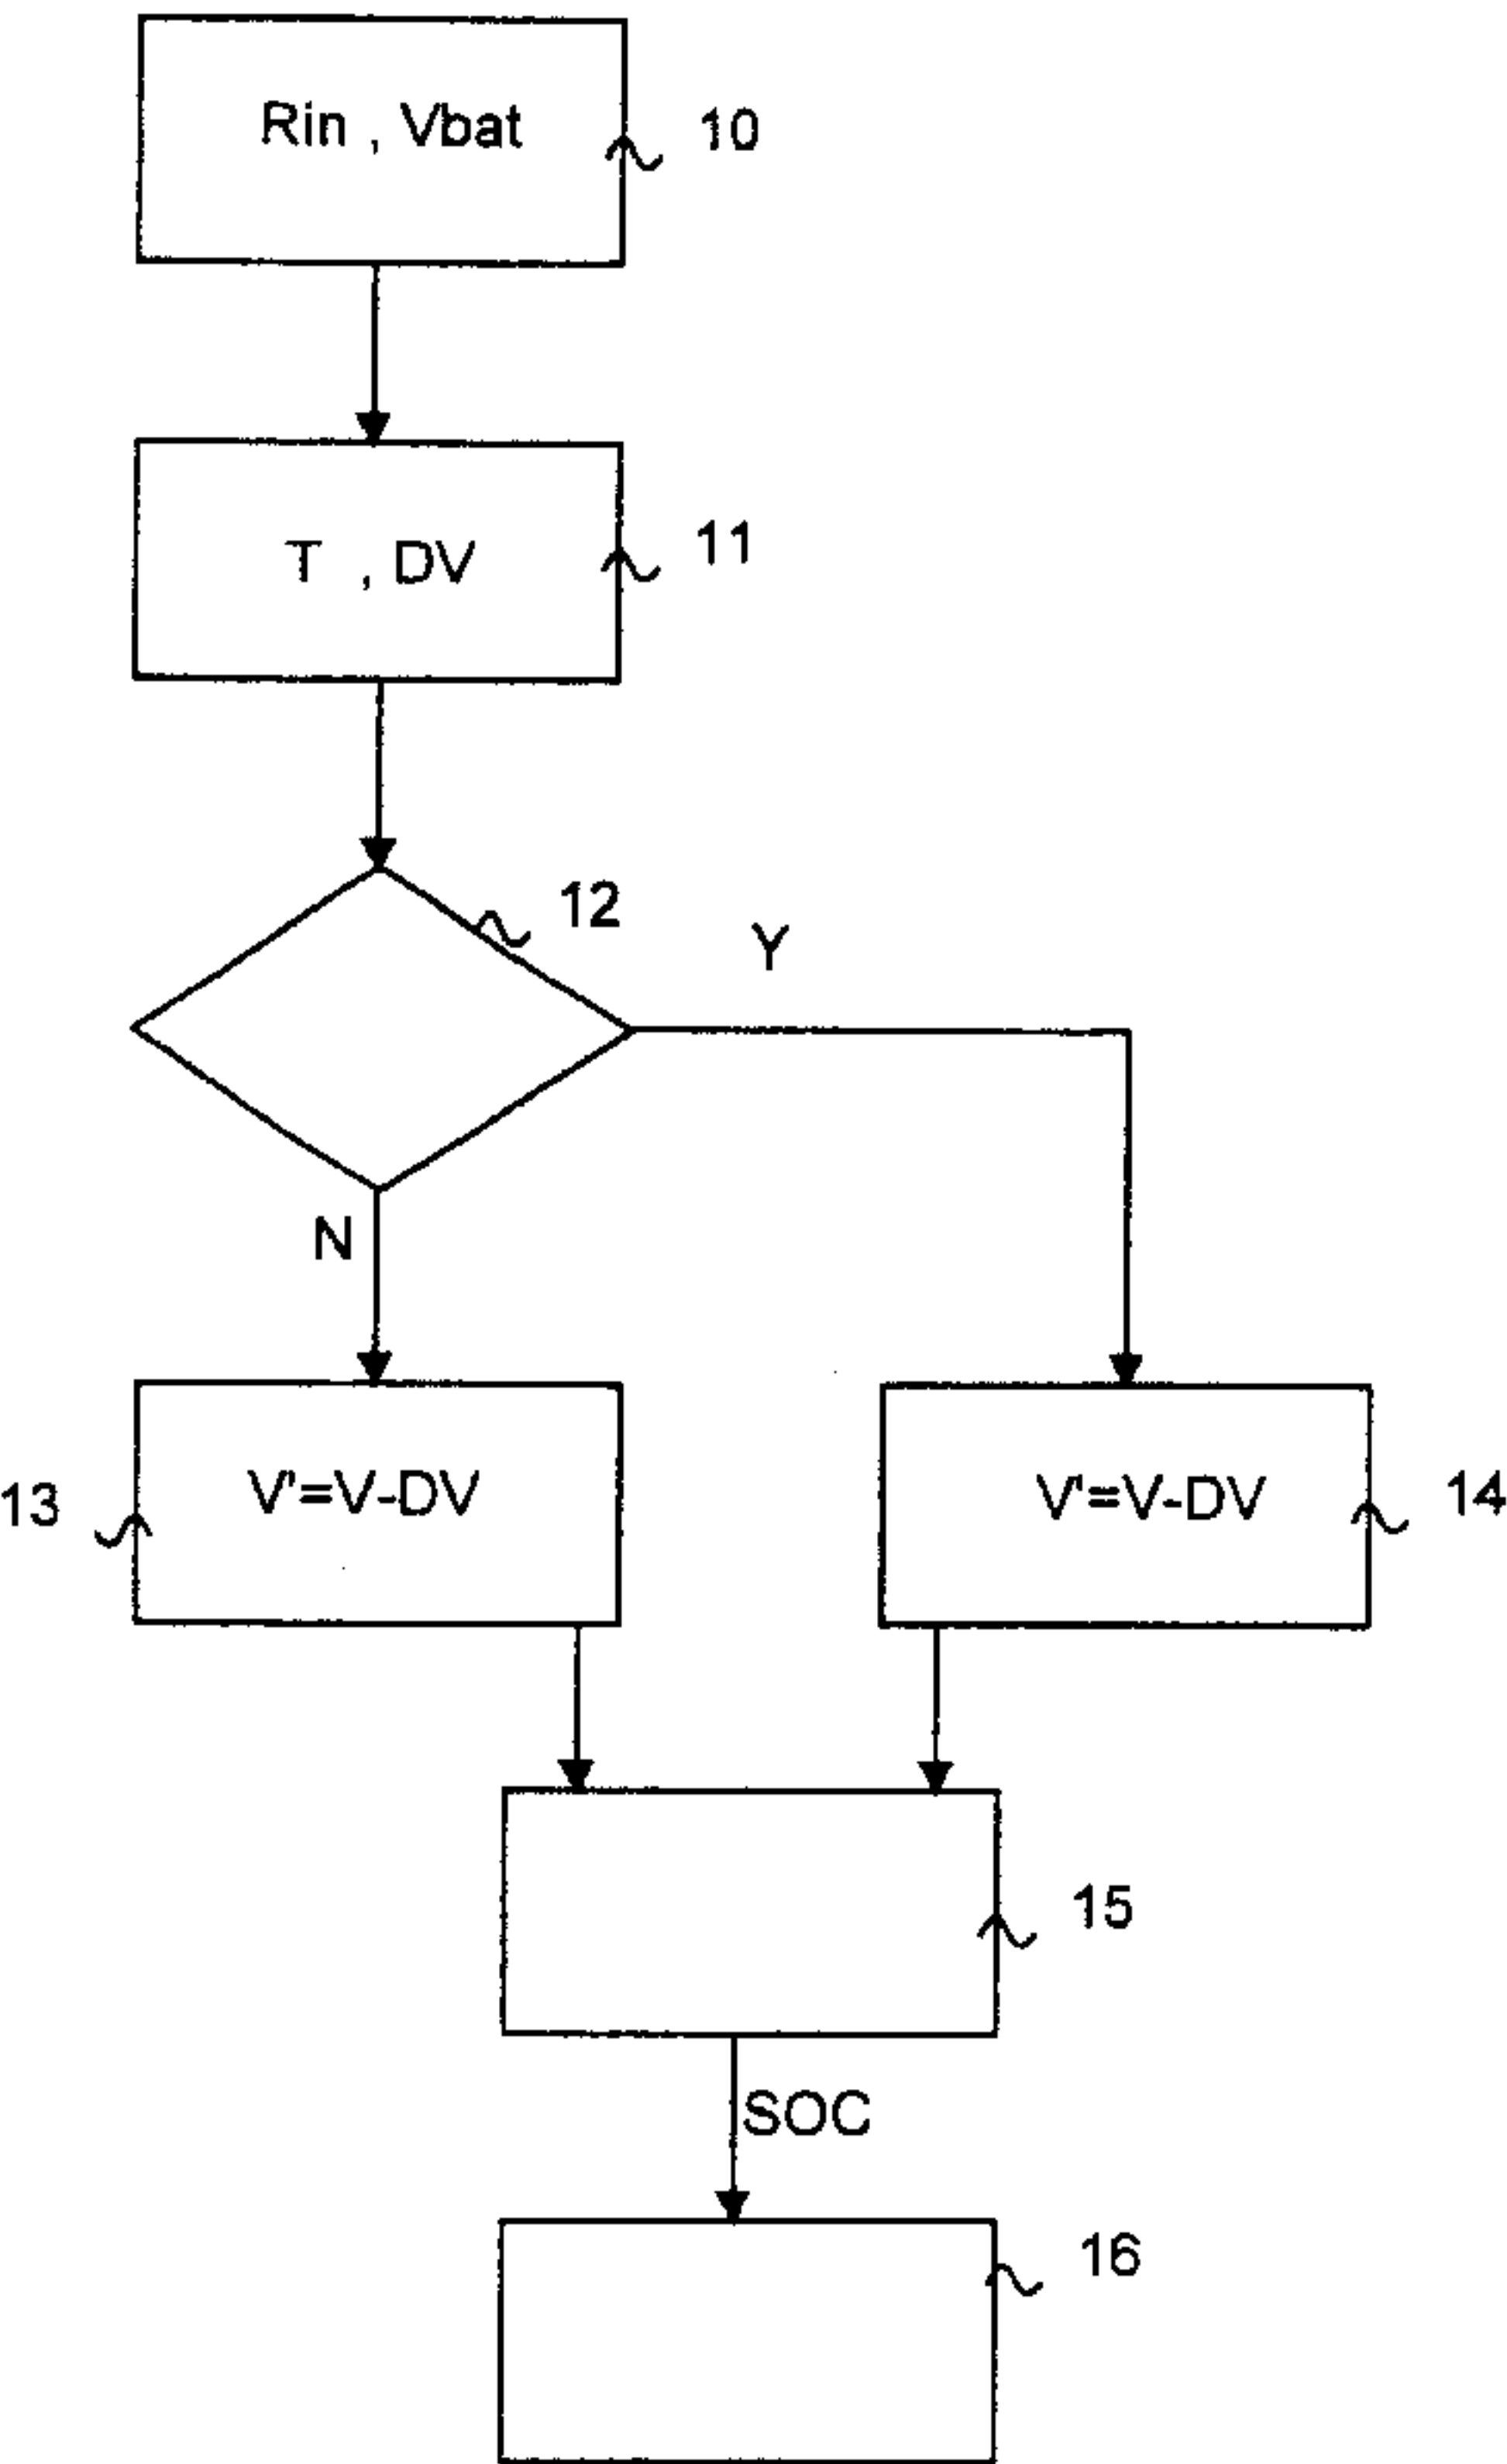 Rin , Vbat
10
T , DV
11
12
Y
N
13
V'=V-DV
V'=V-DV
14
15
SOC
16